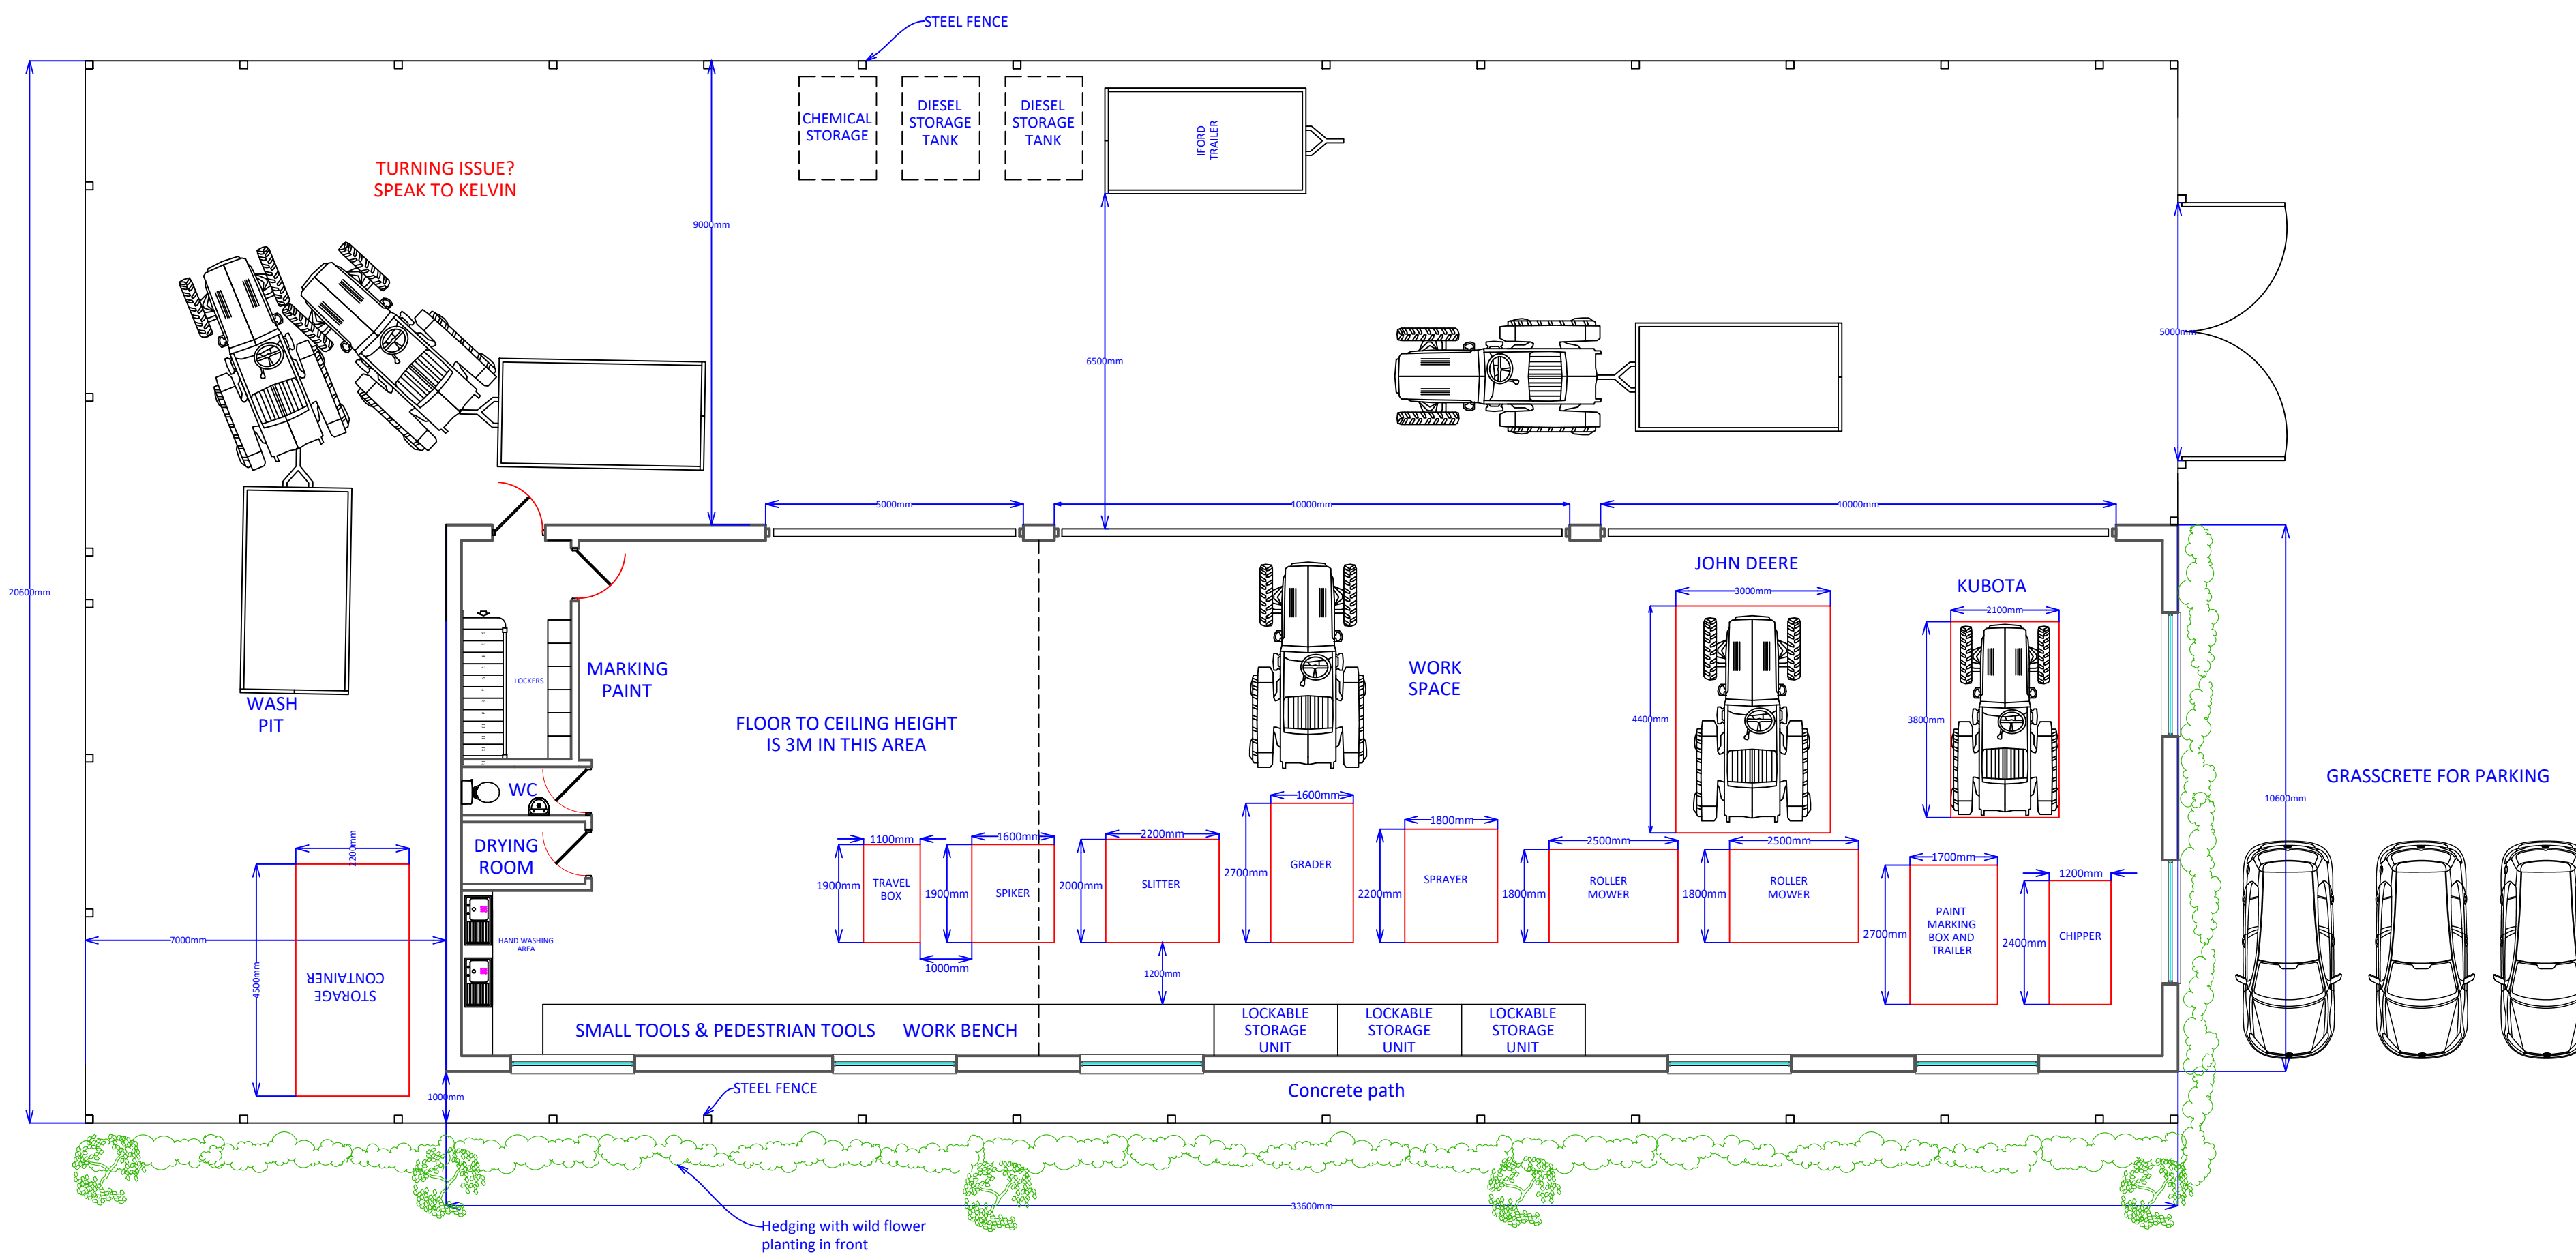 STEEL FENCE
CHEMICAL
STORAGE
DIESEL
STORAGE
TANK
DIESEL
STORAGE
TANK
IFORD
TRAILER
TURNING ISSUE?
SPEAK TO KELVIN
9000mm
6500mm
5000mm
20600mm
5000mm
10000mm
10000mm
JOHN DEERE
3000mm
KUBOTA
2100mm
MARKING
PAINT
LOCKERS
WORK
SPACE
WASH
PIT
FLOOR TO CEILING HEIGHT
IS 3M IN THIS AREA
4400mm
3800mm
WC
GRASSCRETE FOR PARKING
10600mm
DRYING
ROOM
2200mm
1100mm
1600mm
2200mm
1600mm
1800mm
2500mm
2500mm
1700mm
1200mm
1900mm
TRAVEL
BOX
1900mm
SPIKER
2000mm
SLITTER
2700mm
GRADER
2200mm
SPRAYER
1800mm
ROLLER
MOWER
1800mm
ROLLER
MOWER
2700mm
PAINT
MARKING
BOX AND
TRAILER
2400mm
CHIPPER
7000mm
HAND WASHING
AREA
1000mm
1200mm
4500mm
STORAGE
CONTAINER
SMALL TOOLS & PEDESTRIAN TOOLS
WORK BENCH
LOCKABLE
STORAGE
UNIT
LOCKABLE
STORAGE
UNIT
LOCKABLE
STORAGE
UNIT
1000mm
STEEL FENCE
Concrete path
33600mm
Hedging with wild flower
planting in front